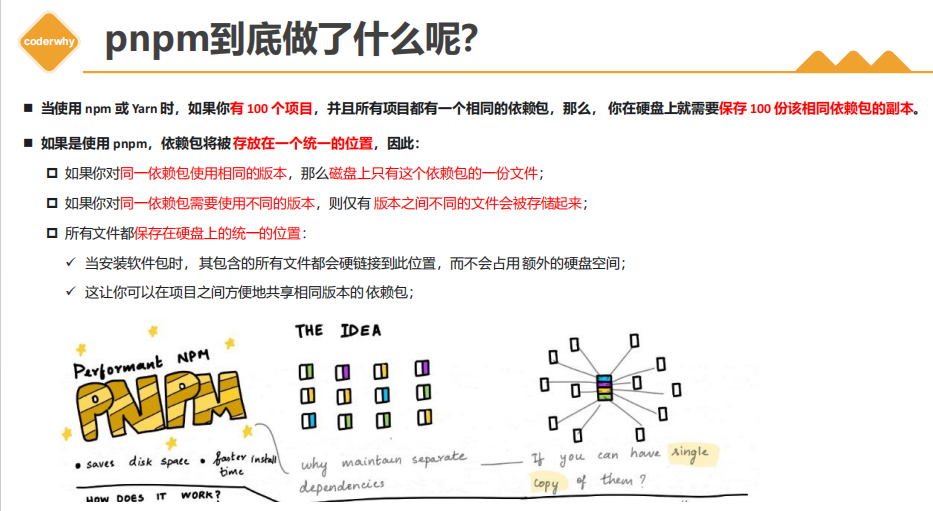 coderwhy
pnpm到底做了什么呢?
■ 当使用 npm 或 Yarn 时，如果你有 100 个项目，并且所有项目都有一个相同的依赖包，那么， 你在硬盘上就需要保存 100 份该相同依赖包的副本。
■ 如果是使用 pnpm，依赖包将被 存放在一个统一的位置，因此：
如果你对同一依赖包使用相同的版本，那么磁盘上只有这个依赖包的一份文件；
如果你对同一依赖包需要使用不同的版本，则仅有 版本之间不同的文件会被存储起来；
所有文件都保存在硬盘上的统一的位置：
✓ 当安装软件包时， 其包含的所有文件都会硬链接到此位置，而不会占用 额外的硬盘空间；
✓ 这让你可以在项目之间方便地共享相同版本的 依赖包；
Performant NPM
PNPM
• saves disk space • faster install time
HOW DOES IT WORK?
THE IDEA
why maintain separate
dependencies
If you can have single
copy of them?